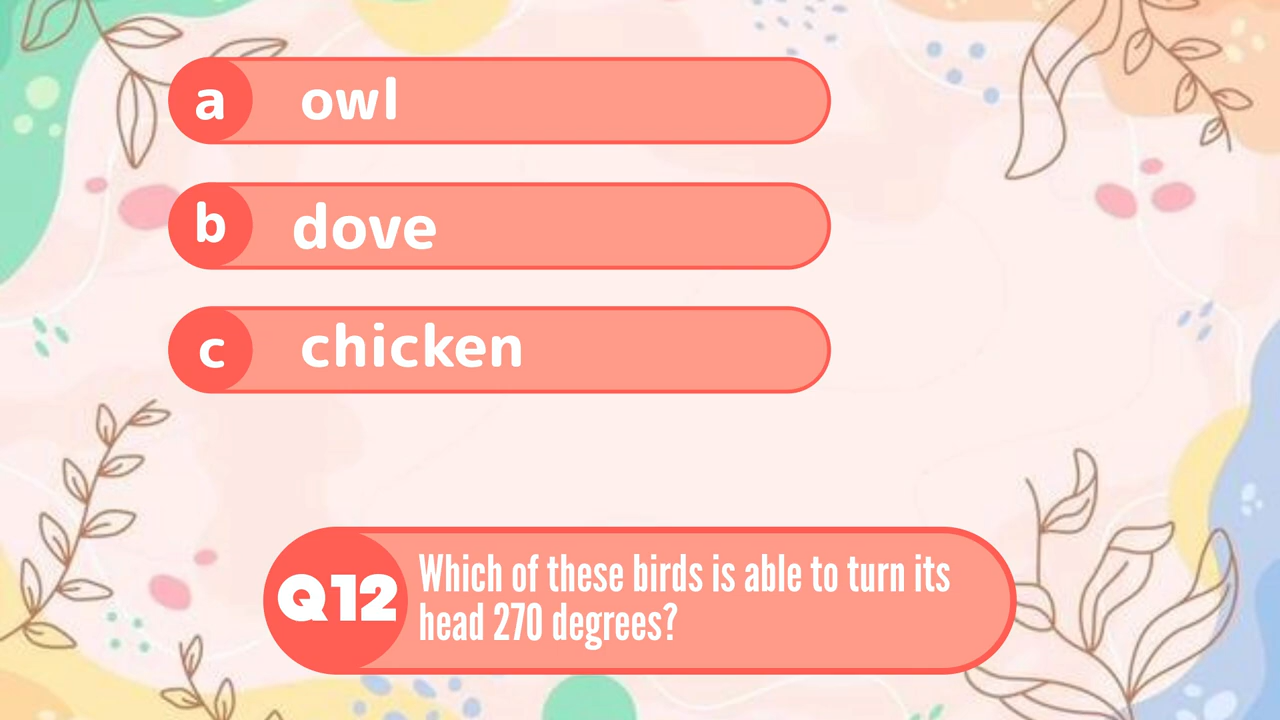 a owl
b dove
c chicken
Q12 Which of these birds is able to turn its
head 270 degrees?